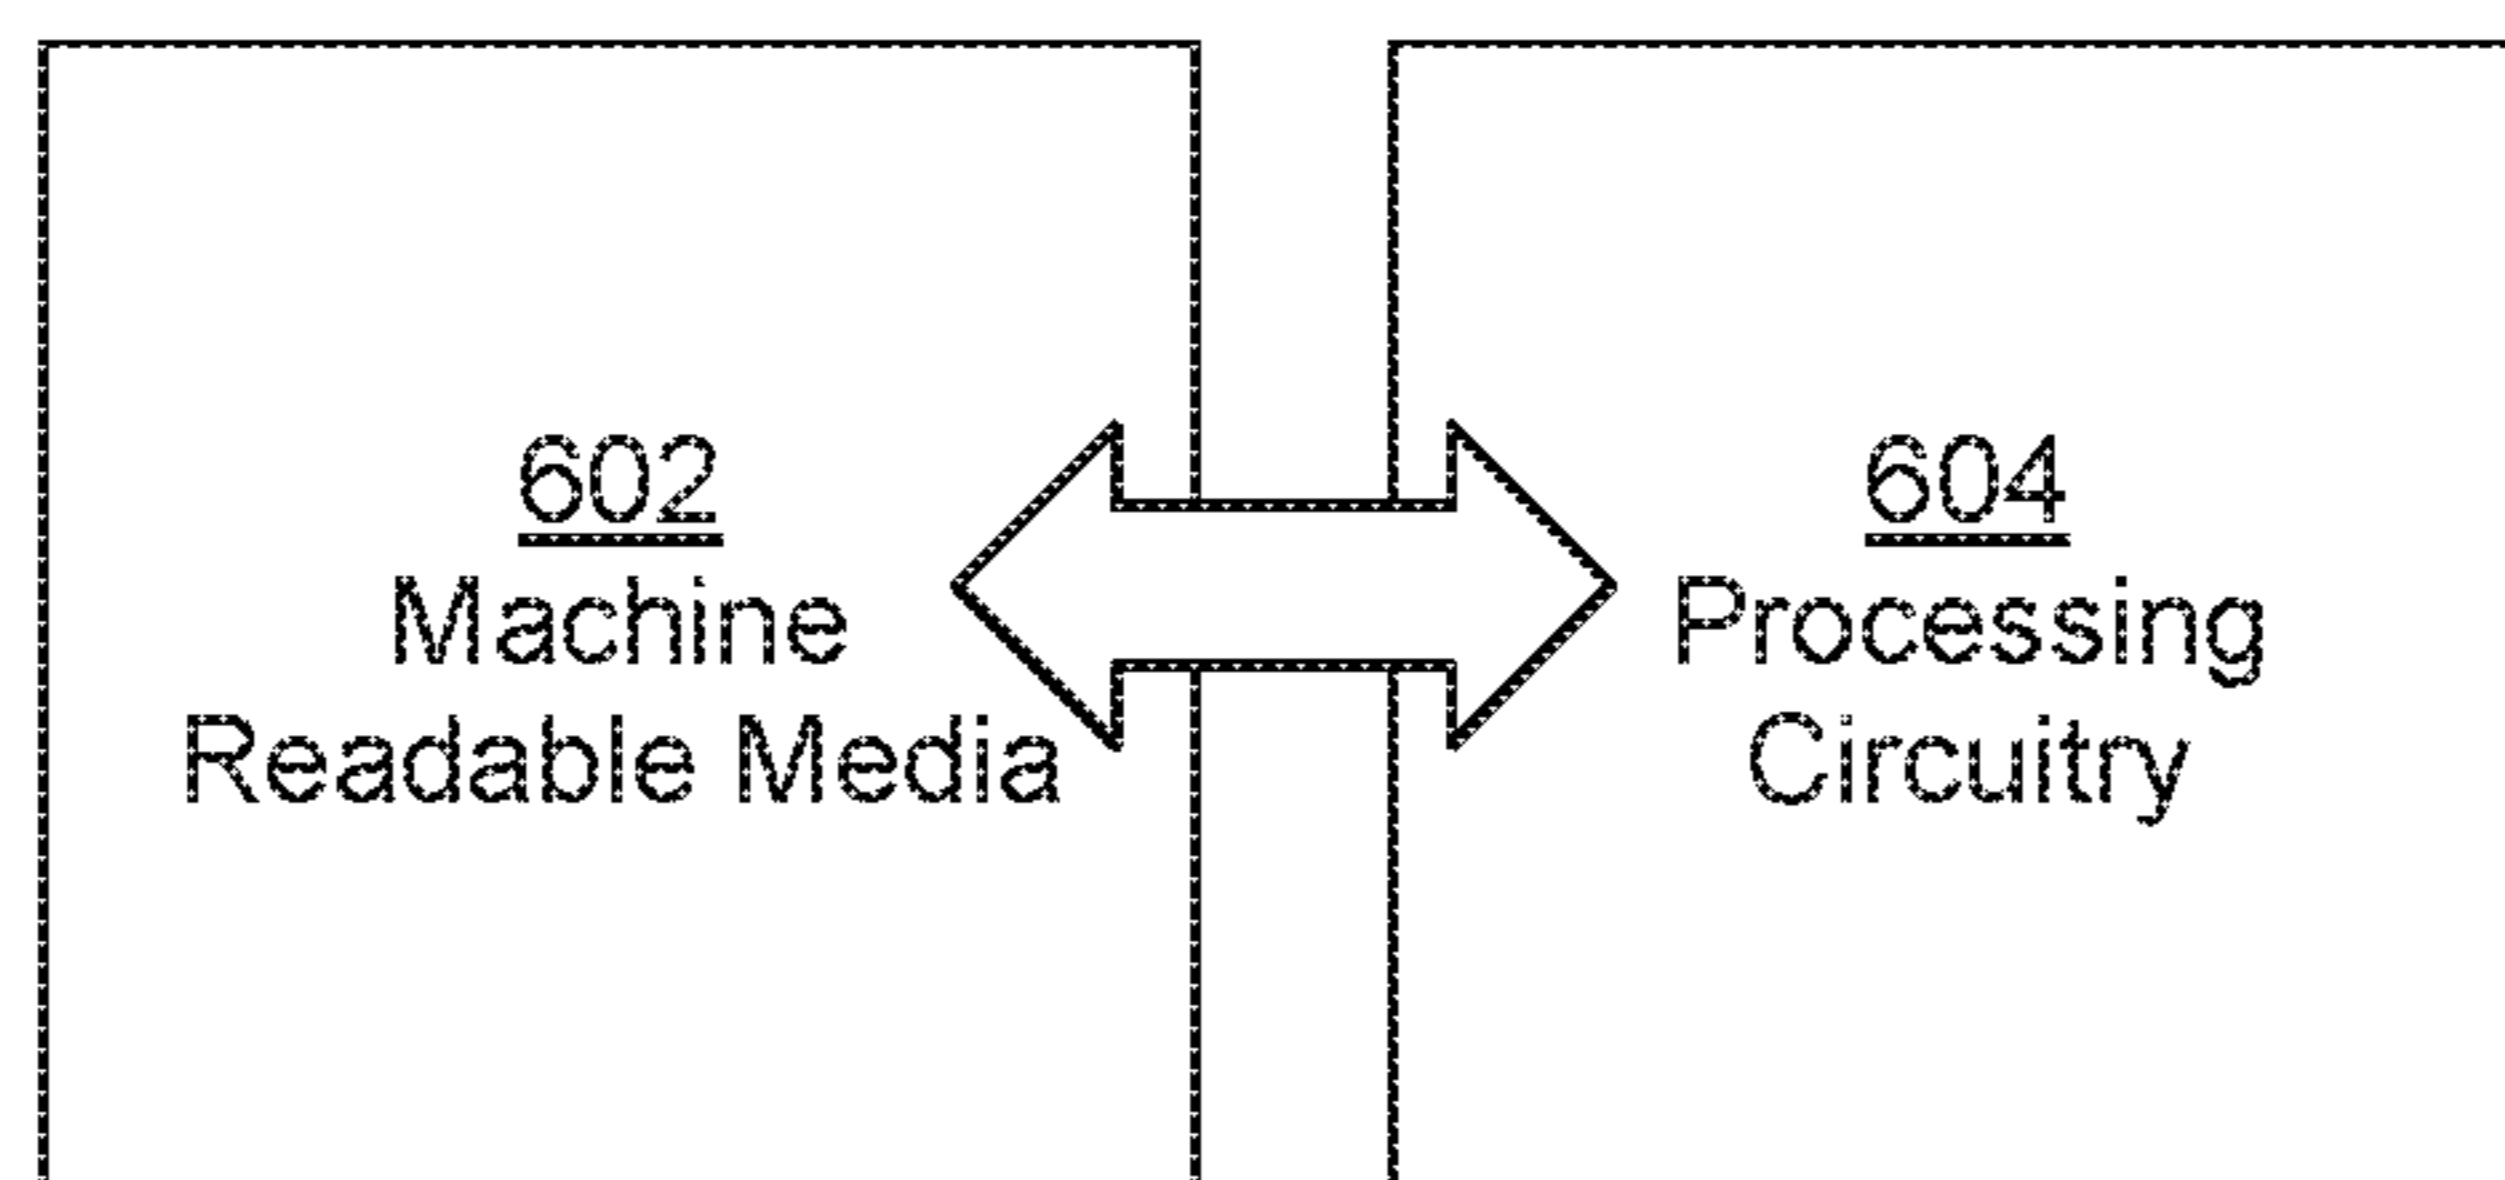 602
Machine
Readable Media
604
Processing
Circuitry